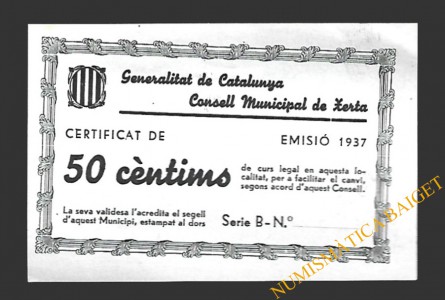 Generalitat de Catalunya
Consell Municipal de Xerta
CERTIFICAT DE
EMISIÓ 1937
50 cèntims
de curs legal en aquesta lo-
calitat, per a facilitar el canvi,
segons acord d'aquest Consell.
La seva validesa l'acredita el segell
d'aquest Municipi, estampat al dors
Serie B-N.º
NUMISMÀTICA BAIGET